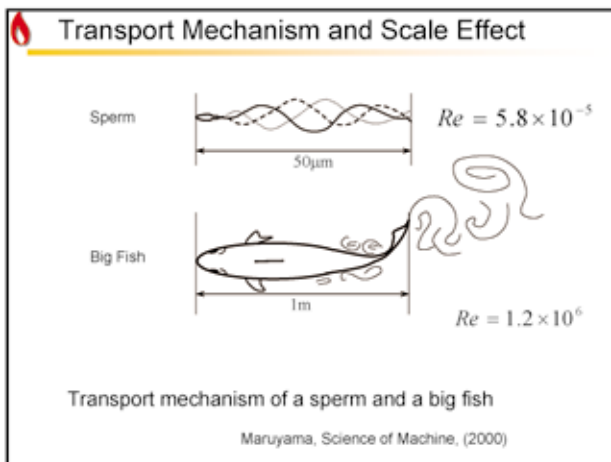 Transport Mechanism and Scale Effect
Sperm
Re = 5.8×10⁻⁵
50μm
Big Fish
1m
Re = 1.2×10⁶
Transport mechanism of a sperm and a big fish
Maruyama, Science of Machine, (2000)